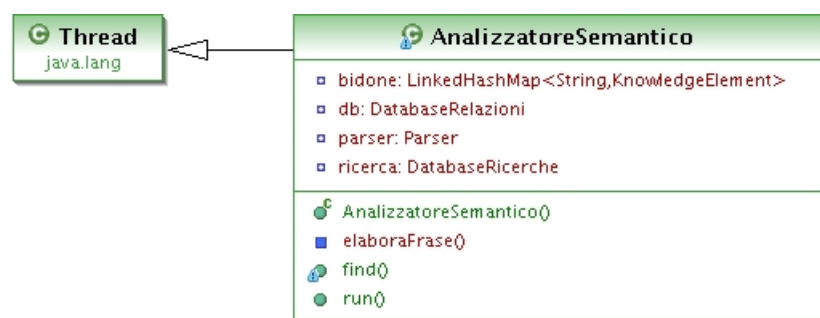 Thread
java.lang
AnalizzatoreSemantico
bidone: LinkedHashMap<String,KnowledgeElement>
db: DatabaseRelazioni
parser: Parser
ricerca: DatabaseRicerche
AnalizzatoreSemantico()
elaboraFrase()
find()
run()